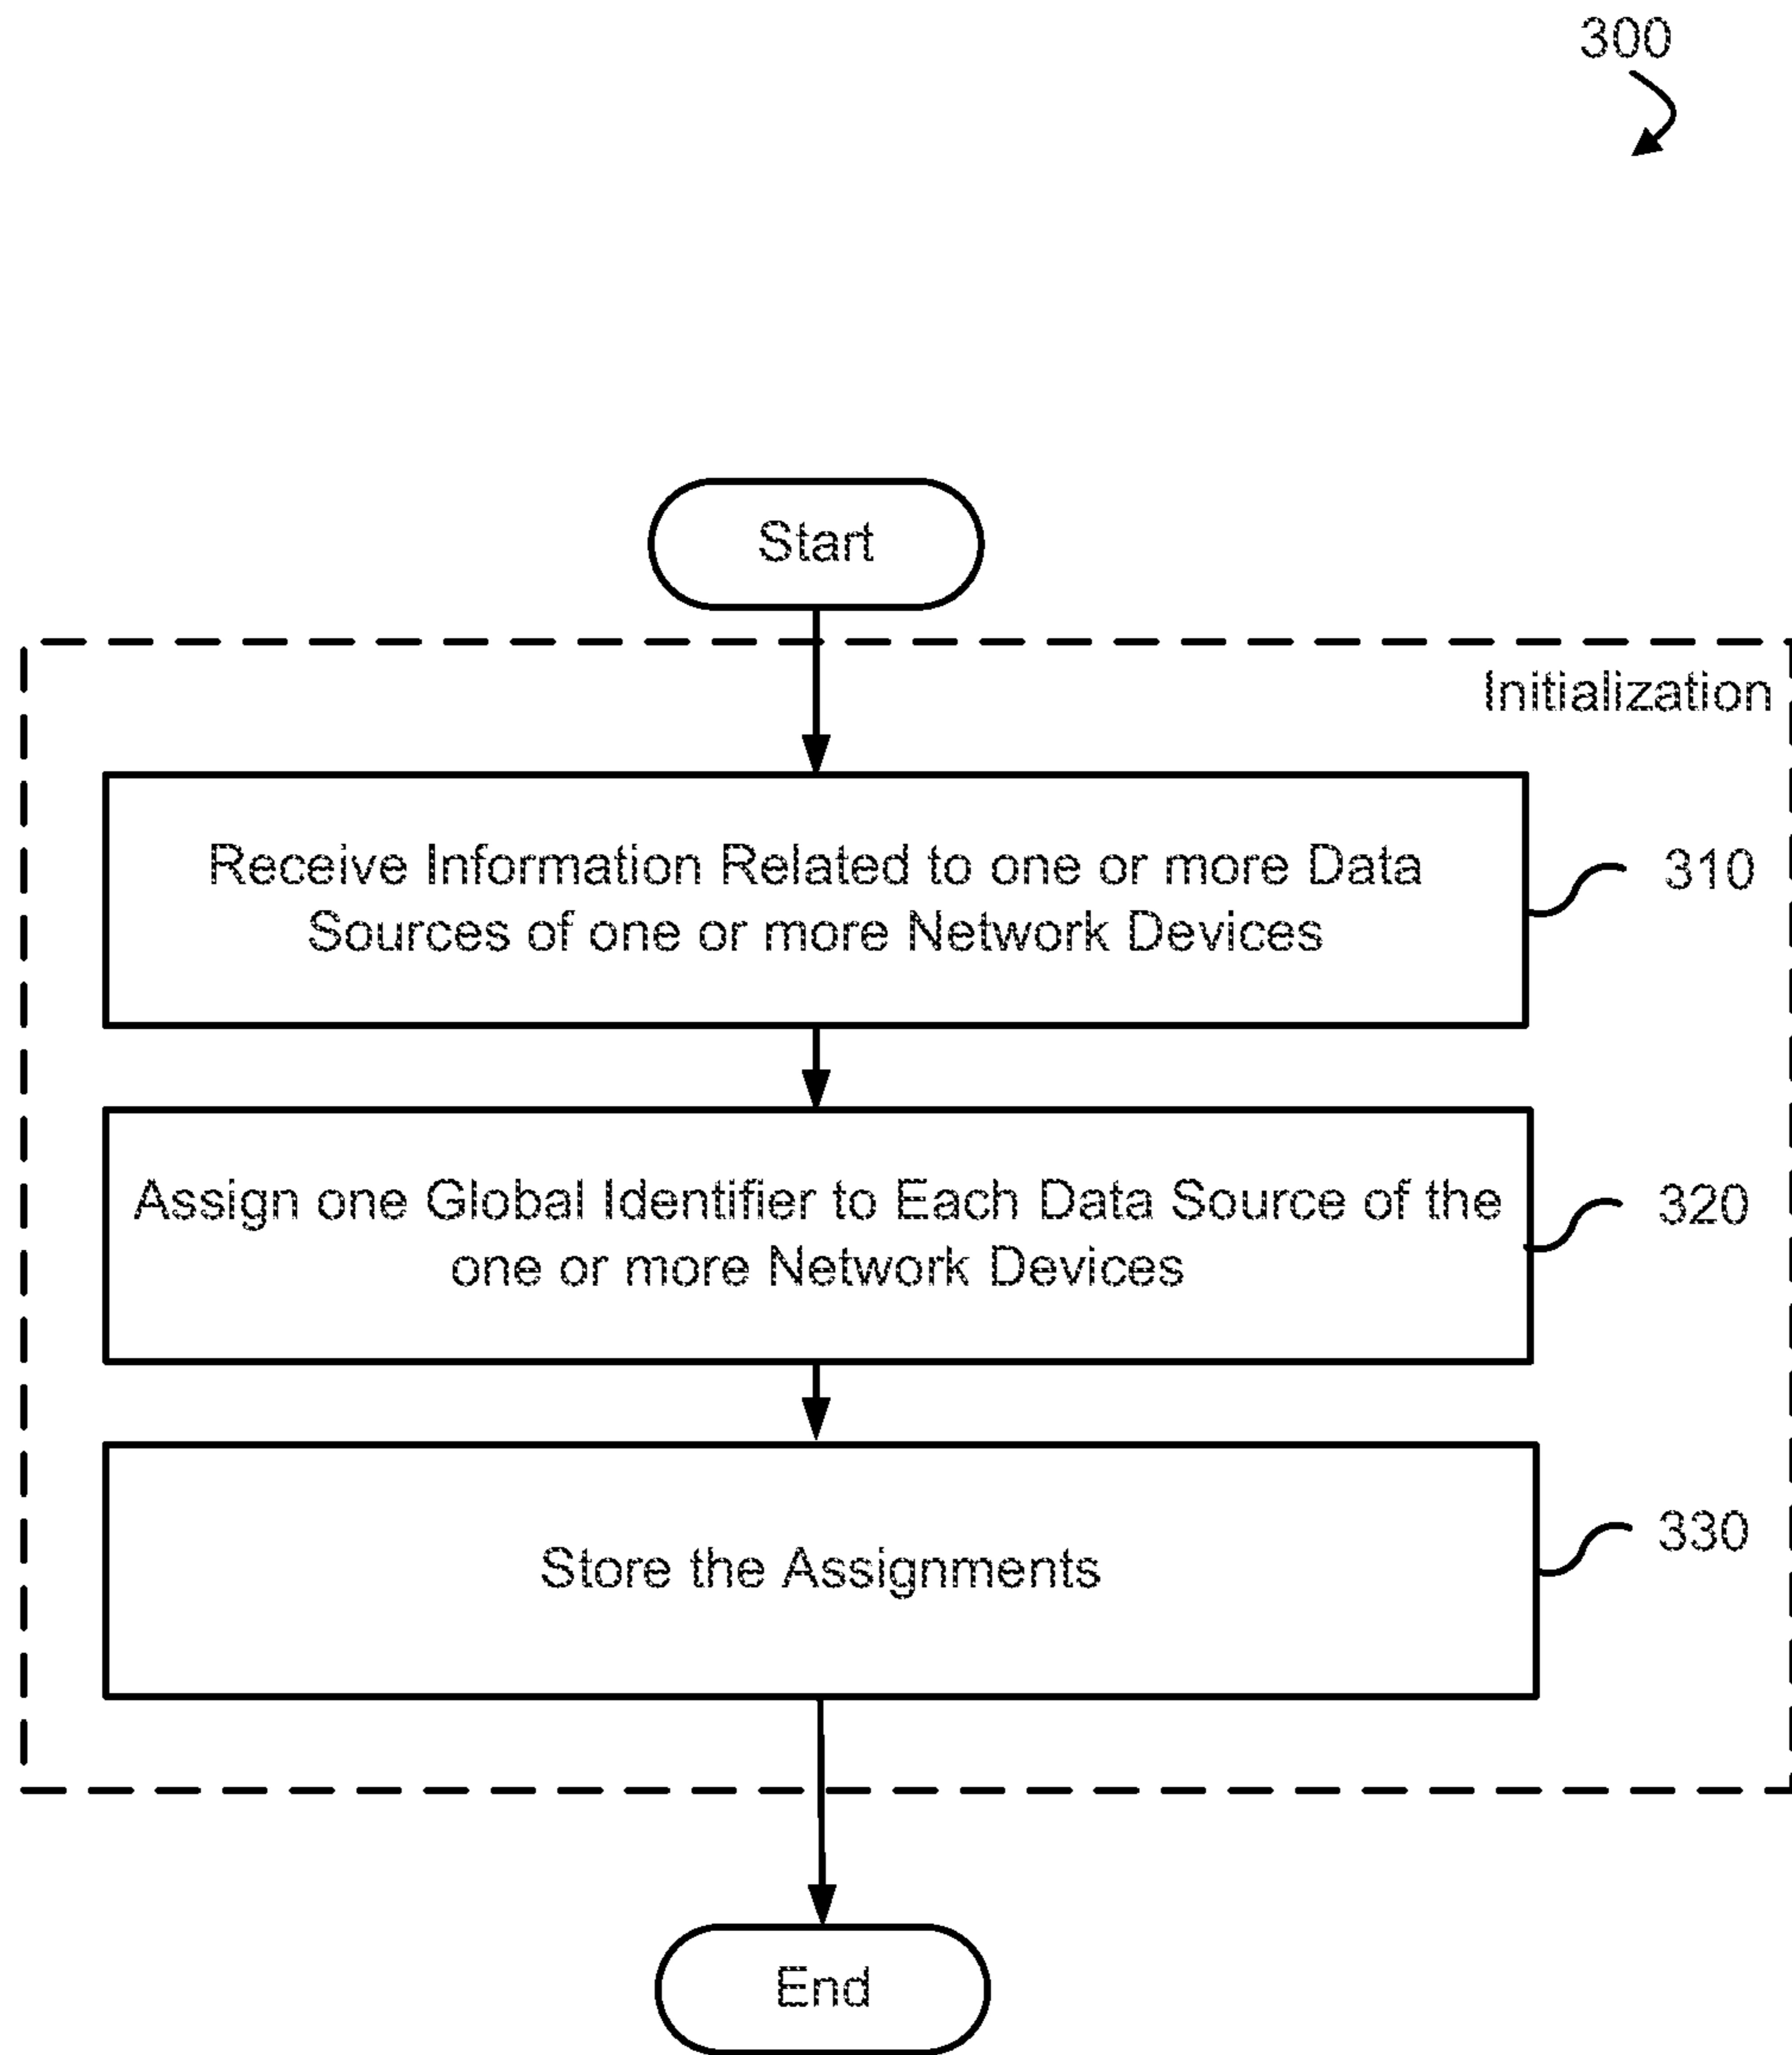 300
Start
Initialization
Receive Information Related to one or more Data
Sources of one or more Network Devices
310
Assign one Global Identifier to Each Data Source of the
one or more Network Devices
320
Store the Assignments
330
End